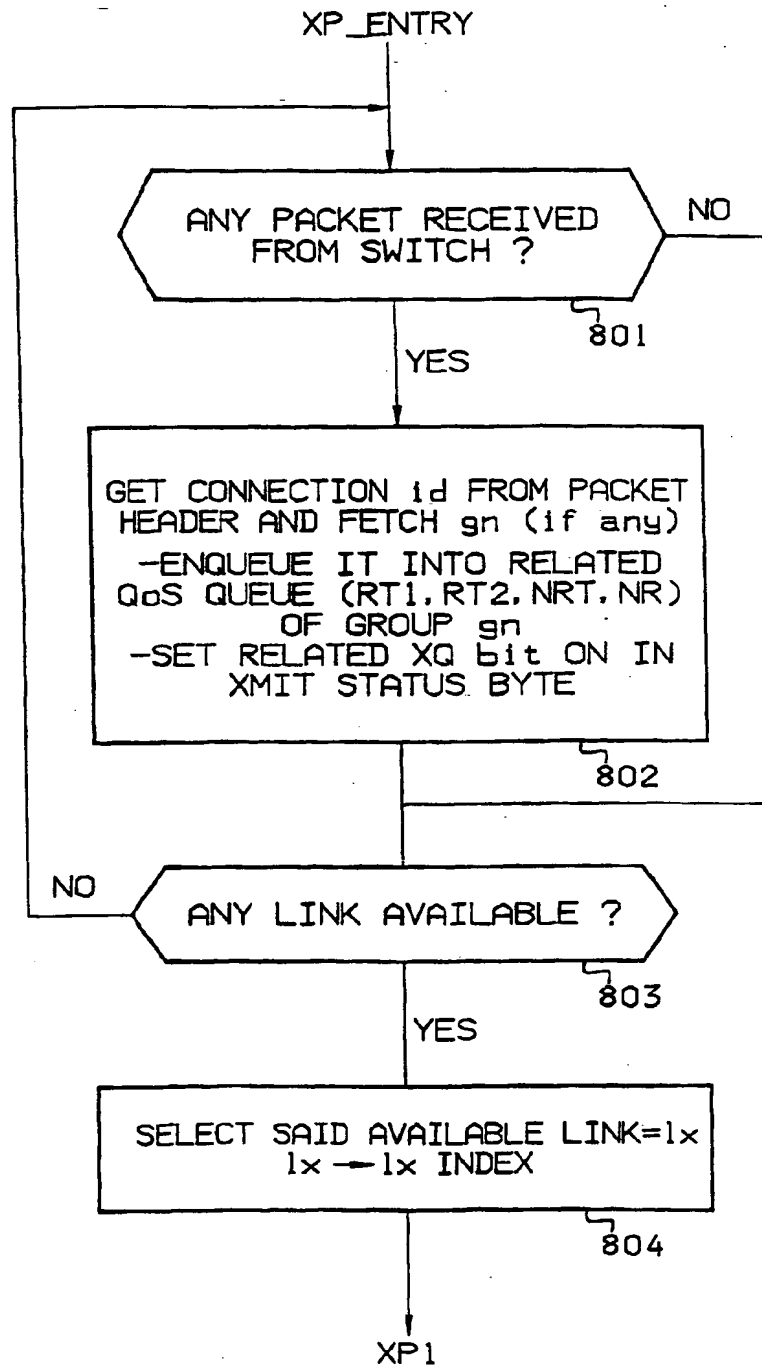 XP_ENTRY
ANY PACKET RECEIVED
FROM SWITCH ?
NO
801
YES
GET CONNECTION id FROM PACKET
HEADER AND FETCH gn (if any)
-ENQUEUE IT INTO RELATED
QoS QUEUE (RT1,RT2,NRT,NR)
OF GROUP gn
-SET RELATED XQ bit ON IN
XMIT STATUS BYTE
802
NO
ANY LINK AVAILABLE ?
803
YES
SELECT SAID AVAILABLE LINK=lx
lx → lx INDEX
804
XP1